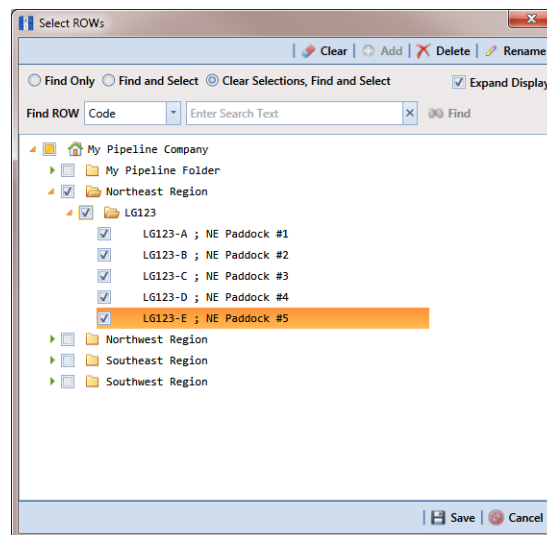 Select ROWs
Clear Add Delete Rename
Find Only Find and Select Clear Selections, Find and Select Expand Display
Find ROW Code Enter Search Text Find
My Pipeline Company
My Pipeline Folder
Northeast Region
LG123
LG123-A ; NE Paddock #1
LG123-B ; NE Paddock #2
LG123-C ; NE Paddock #3
LG123-D ; NE Paddock #4
LG123-E ; NE Paddock #5
Northwest Region
Southeast Region
Southwest Region
Save Cancel